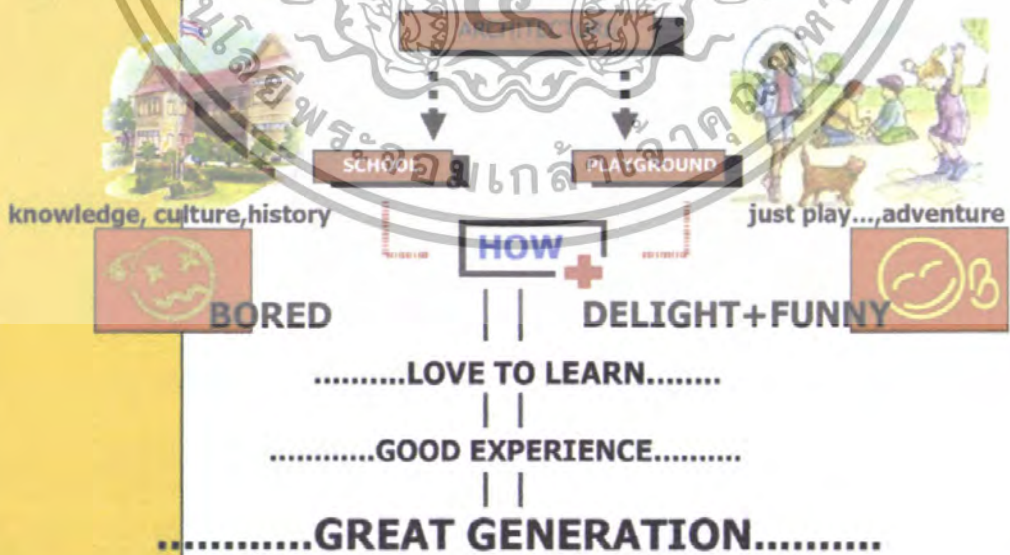 SCHOOL
PLAYGROUND
knowledge, culture,history
just play...,adventure
HOW
BORED
DELIGHT+FUNNY
..........LOVE TO LEARN........
............GOOD EXPERIENCE..........
............GREAT GENERATION..........